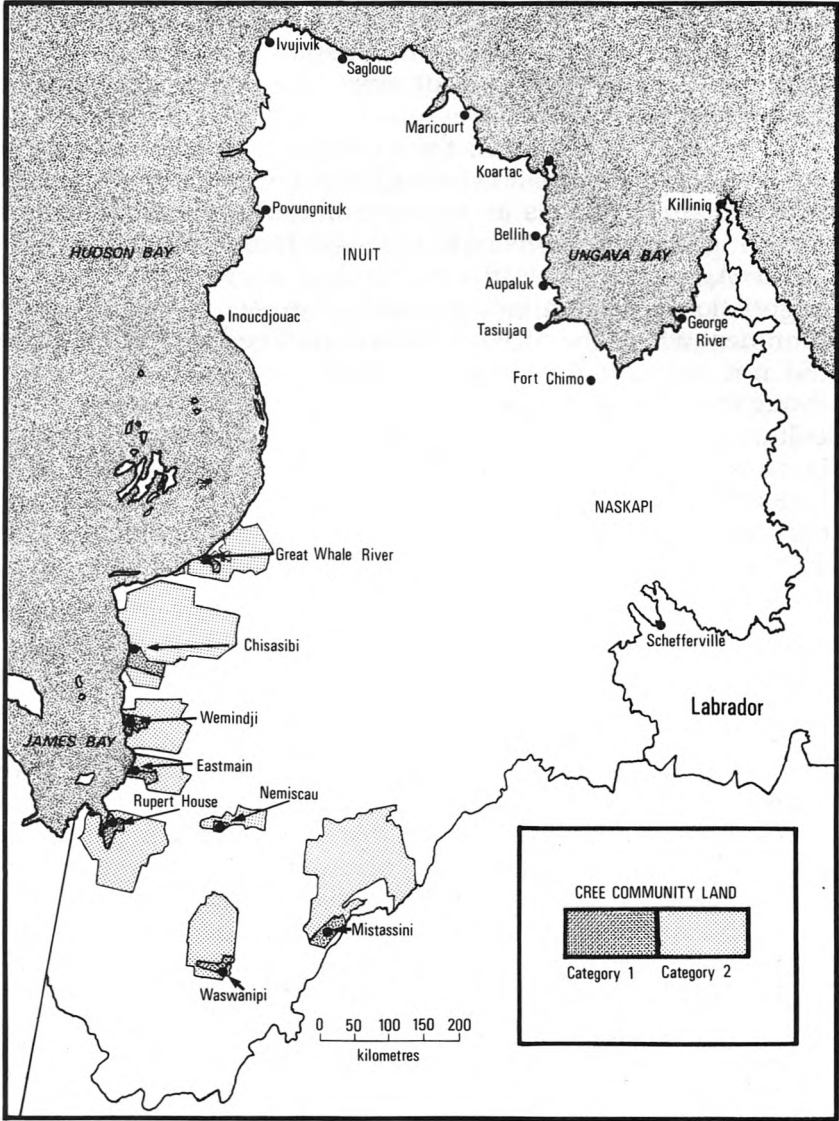 Ivujivik
Saglouc
Maricourt
Koartac
Killiniq
Povungnituk
Bellih
HUDSON BAY
INUIT
UNGAVA BAY
Aupaluk
Inoucdjouac
Tasiujaq
George
River
Fort Chimo
NASKAPI
Great Whale River
Chisasibi
Schefferville
Labrador
Wemindji
JAMES BAY
Eastmain
Rupert House
Nemiscau
CREE COMMUNITY LAND
Category 1 Category 2
Mistassini
Waswanipi
0 50 100 150 200
kilometres